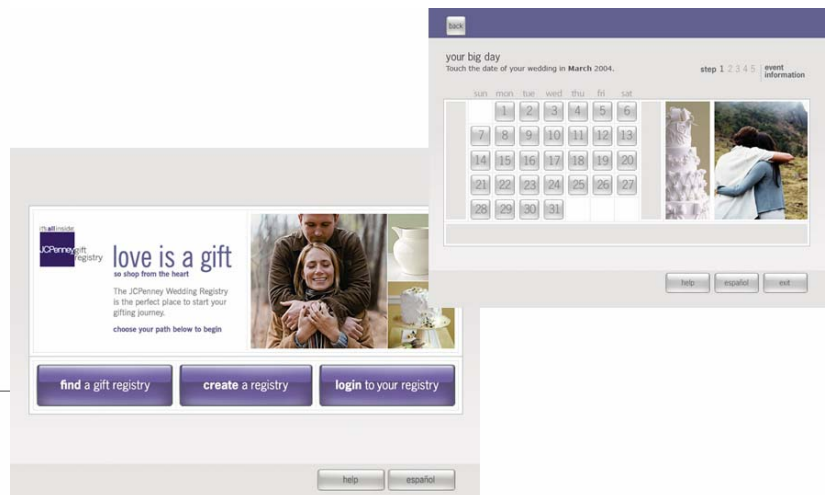 back
your big day
Touch the date of your wedding in March 2004.
step 1 2 3 4 5
event
information
sun mon tue wed thu fri sat
1 2 3 4 5 6
7 8 9 10 11 12 13
14 15 16 17 18 19 20
21 22 23 24 25 26 27
28 29 30 31
help español exit
it's all inside
JCPenney gift
registry
love is a gift
so shop from the heart
The JCPenney Wedding Registry
is the perfect place to start your
gifting journey.
choose your path below to begin
find a gift registry
create a registry
login to your registry
help español